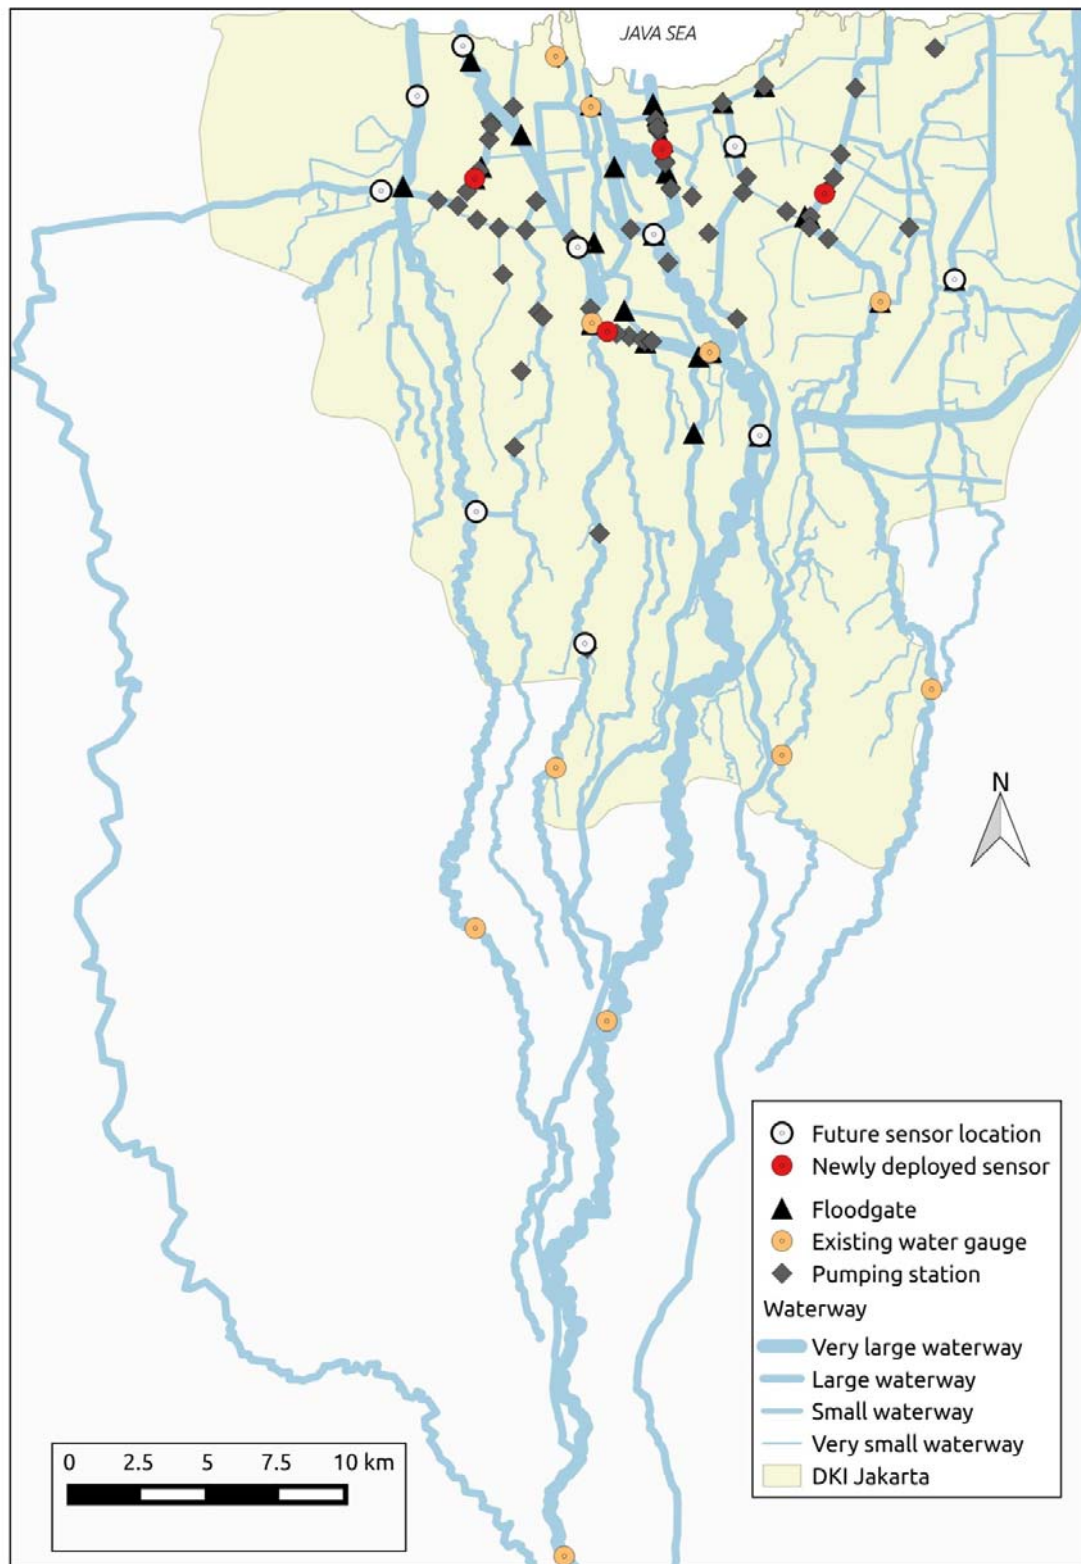 JAVA SEA
N
Future sensor location
Newly deployed sensor
Floodgate
Existing water gauge
Pumping station
Waterway
Very large waterway
Large waterway
Small waterway
Very small waterway
DKI Jakarta
0 2.5 5 7.5 10 km